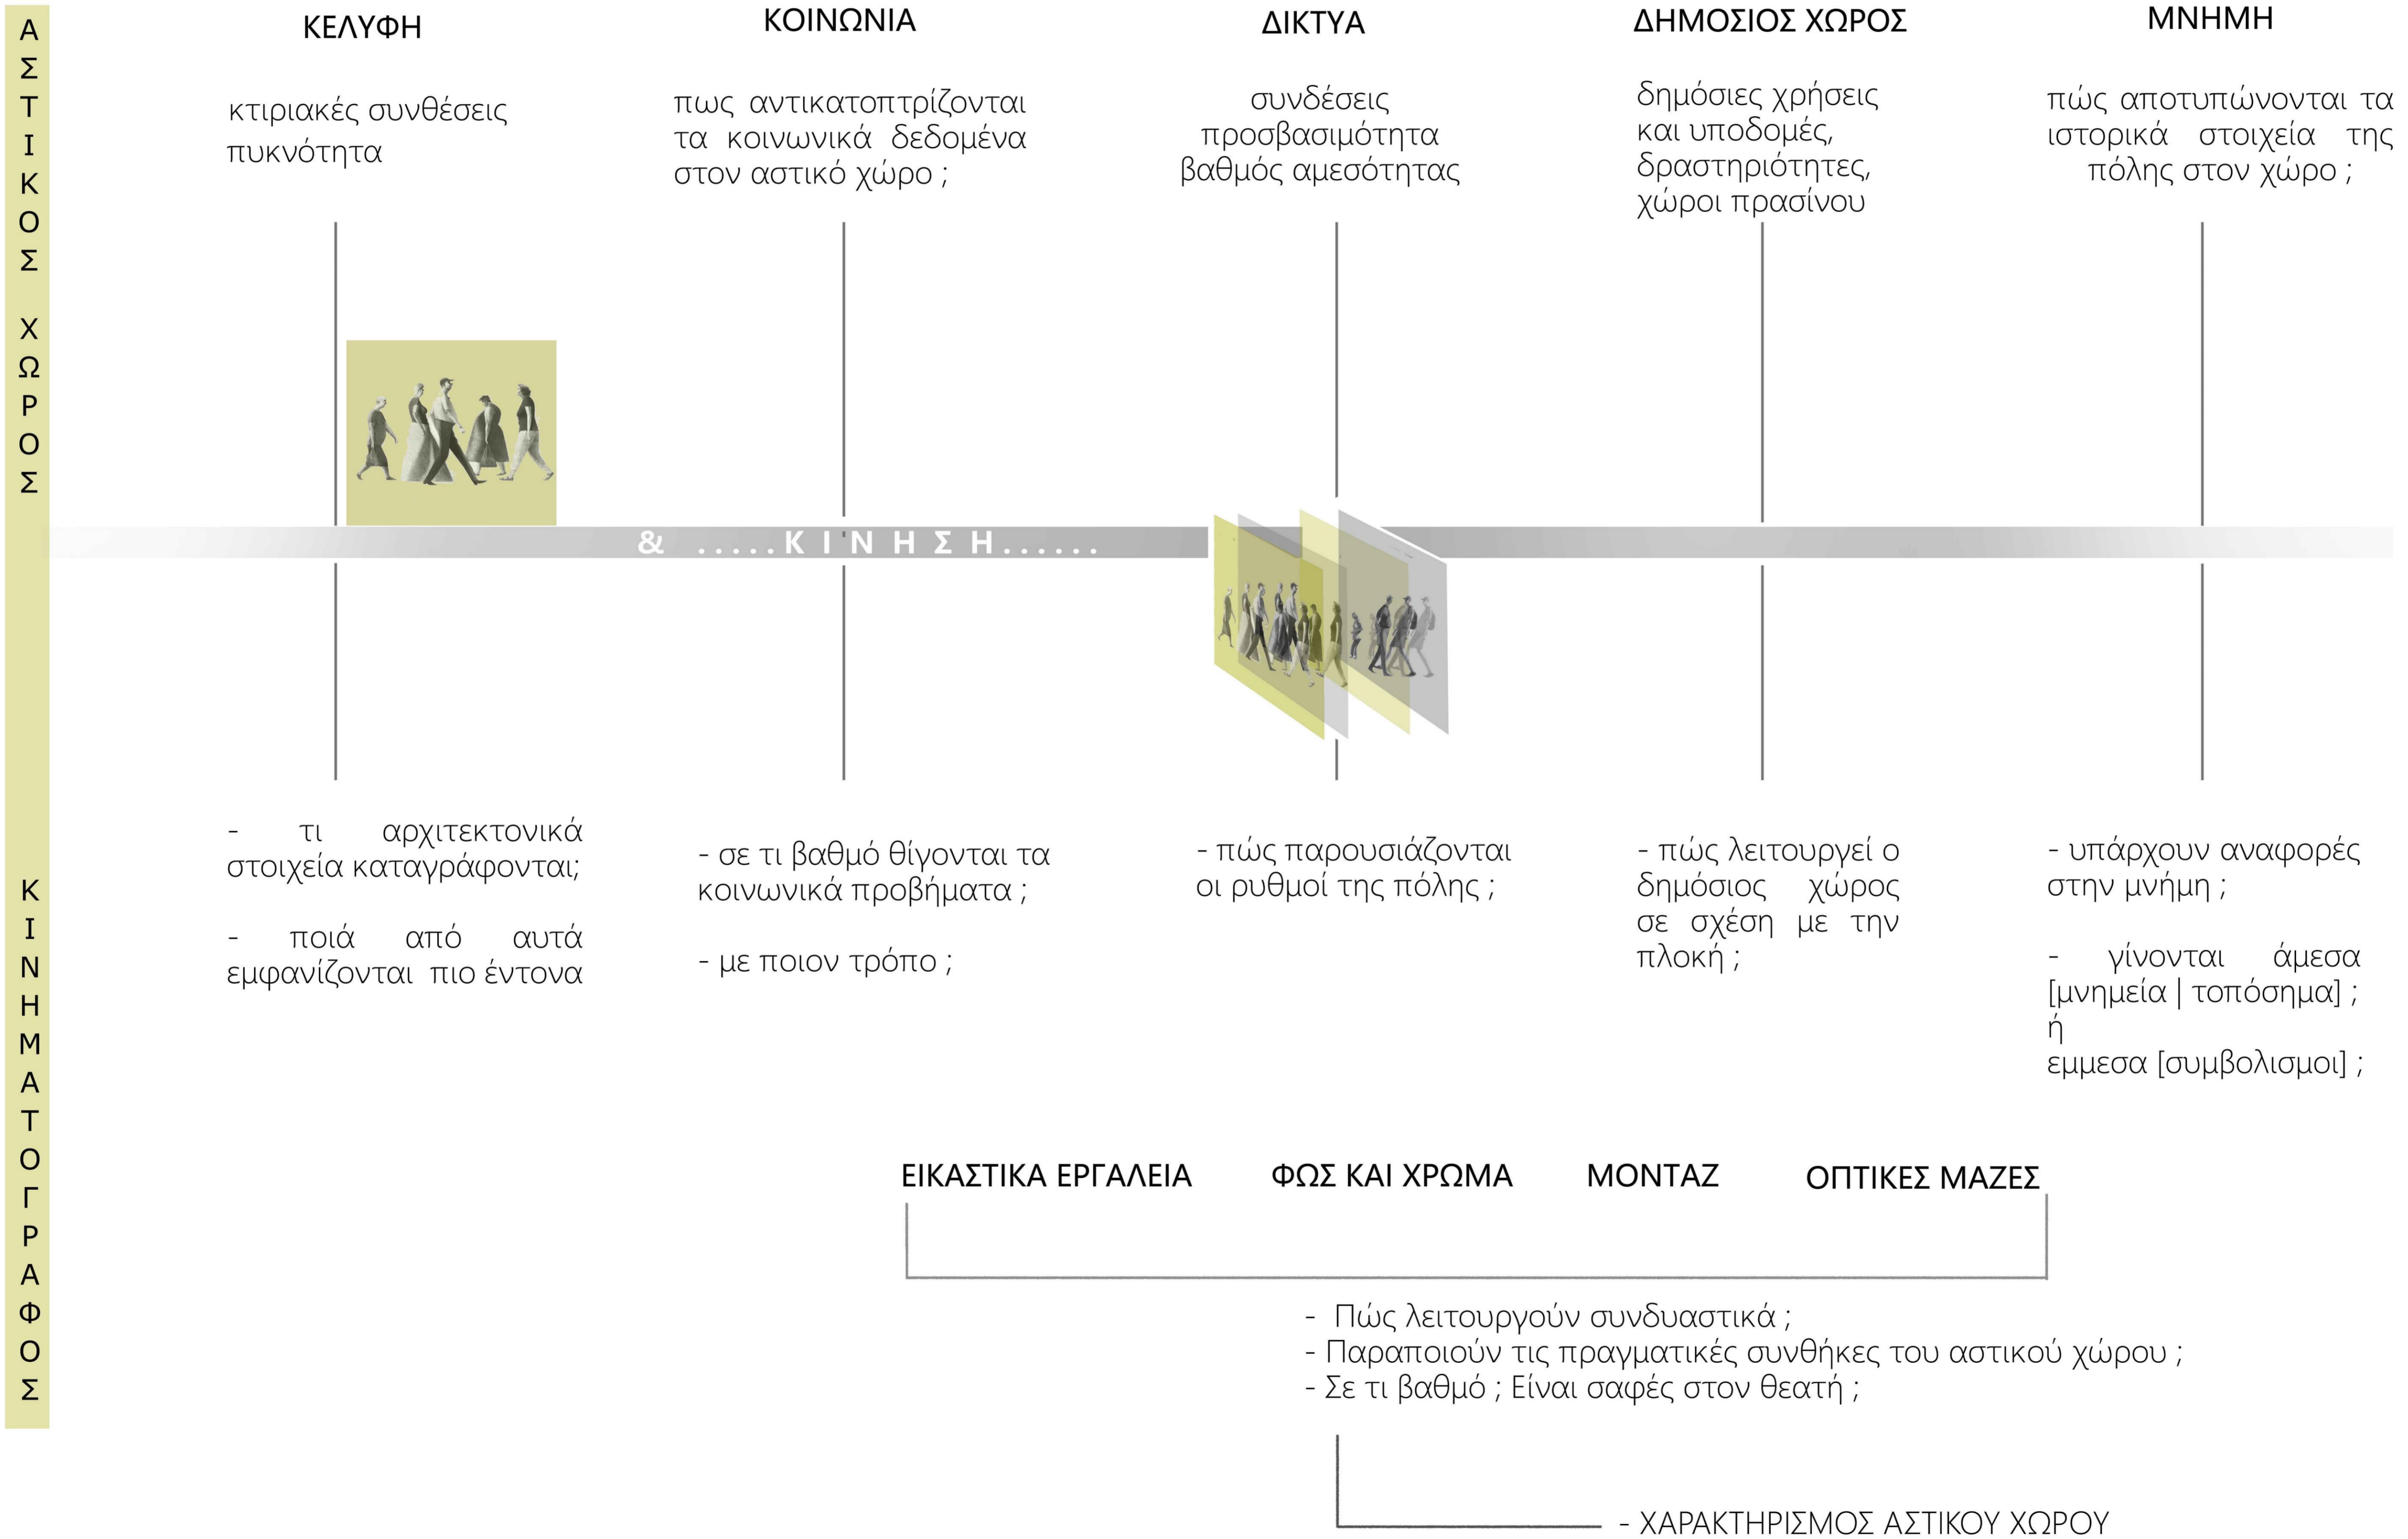 ΑΣΤΙΚΟΣ ΧΩΡΟΣ
ΚΕΛΥΦΗ
κτιριακές συνθέσεις
πυκνότητα
ΚΟΙΝΩΝΙΑ
πως αντικατοπτρίζονται
τα κοινωνικά δεδομένα
στον αστικό χώρο ;
ΔΙΚΤΥΑ
συνδέσεις
προσβασιμότητα
βαθμός αμεσότητας
ΔΗΜΟΣΙΟΣ ΧΩΡΟΣ
δημόσιες χρήσεις
και υποδομές,
δραστηριότητες,
χώροι πρασίνου
ΜΝΗΜΗ
πώς αποτυπώνονται τα
ιστορικά στοιχεία της
πόλης στον χώρο ;
& .....ΚΙΝΗΣΗ......
ΚΙΝΗΜΑΤΟΓΡΑΦΟΣ
- τι αρχιτεκτονικά
στοιχεία καταγράφονται;
- ποιά από αυτά
εμφανίζονται πιο έντονα
- σε τι βαθμό θίγονται τα
κοινωνικά προβήματα ;
- με ποιον τρόπο ;
- πώς παρουσιάζονται
οι ρυθμοί της πόλης ;
- πώς λειτουργεί ο
δημόσιος χώρος
σε σχέση με την
πλοκή ;
- υπάρχουν αναφορές
στην μνήμη ;
- γίνονται άμεσα
[μνημεία | τοπόσημα] ;
ή
εμμεσα [συμβολισμοι] ;
ΕΙΚΑΣΤΙΚΑ ΕΡΓΑΛΕΙΑ
ΦΩΣ ΚΑΙ ΧΡΩΜΑ
ΜΟΝΤΑΖ
ΟΠΤΙΚΕΣ ΜΑΖΕΣ
- Πώς λειτουργούν συνδυαστικά ;
- Παραποιούν τις πραγματικές συνθήκες του αστικού χώρου ;
- Σε τι βαθμό ; Είναι σαφές στον θεατή ;
- ΧΑΡΑΚΤΗΡΙΣΜΟΣ ΑΣΤΙΚΟΥ ΧΩΡΟΥ